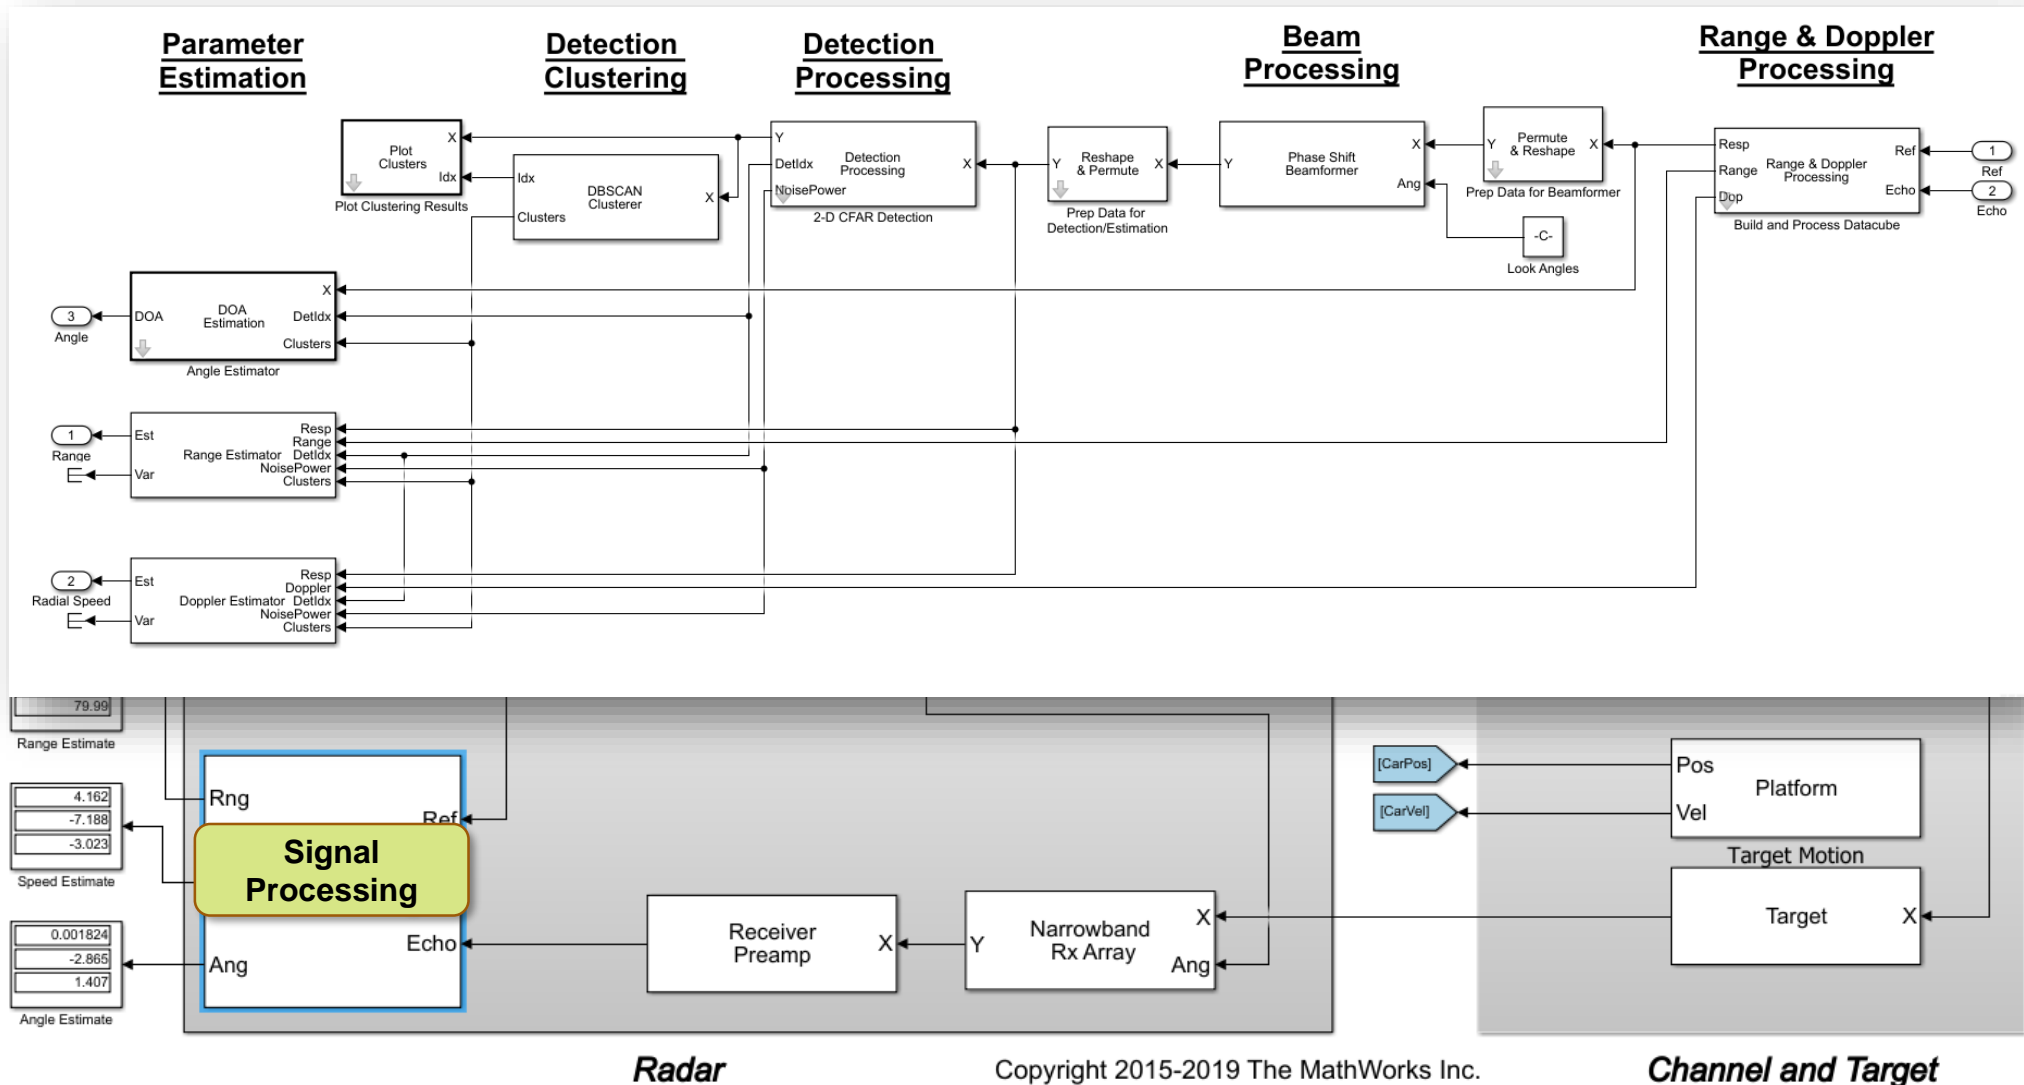 Parameter
Estimation
Detection
Clustering
Detection
Processing
Beam
Processing
Range & Doppler
Processing
Plot
Clusters
X
Idx
Plot Clustering Results
DBSCAN
Clusterer
Idx
Clusters
X
Y
DetIdx
NoisePower
Detection
Processing
X
2-D CFAR Detection
Y
Reshape
& Permute
X
Prep Data for
Detection/Estimation
Y
Phase Shift
Beamformer
X
Ang
Y
Permute
& Reshape
X
Prep Data for Beamformer
-C-
Look Angles
Resp
Range
Dop
Range & Doppler
Processing
Ref
Echo
Build and Process Datacube
1
Ref
2
Echo
3
Angle
DOA
DOA
Estimation
X
DetIdx
Clusters
Angle Estimator
1
Range
Est
Var
Range Estimator
Resp
Range
DetIdx
NoisePower
Clusters
2
Radial Speed
Est
Var
Doppler Estimator
Resp
Doppler
DetIdx
NoisePower
Clusters
79.99
Range Estimate
4.162
-7.188
-3.023
Speed Estimate
0.001824
-2.865
1.407
Angle Estimate
Rng
Ref
Signal
Processing
Echo
Ang
Receiver
Preamp
X
Y
Narrowband
Rx Array
X
Ang
[CarPos]
[CarVel]
Pos
Vel
Platform
Target Motion
Target
X
Radar
Copyright 2015-2019 The MathWorks Inc.
Channel and Target